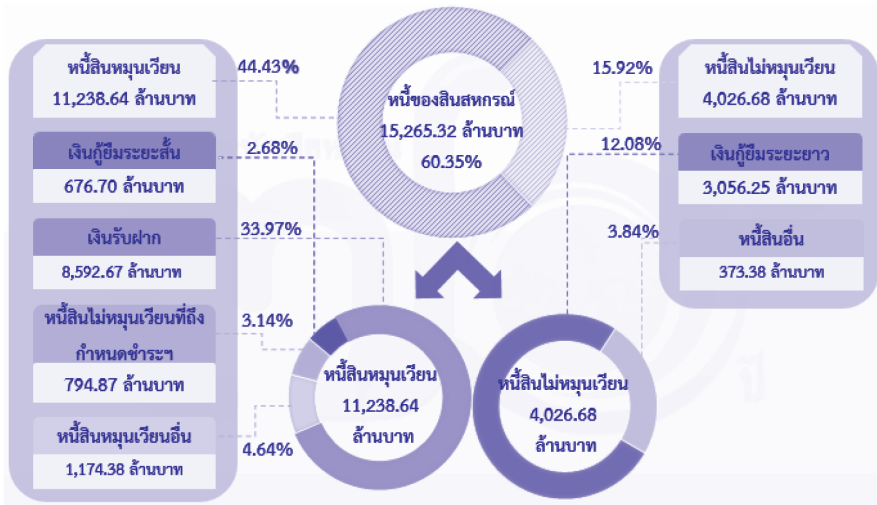 หนี้สินหมุนเวียน
11,238.64 ล้านบาท
44.43%
เงินกู้ยืมระยะสั้น
2.68%
676.70 ล้านบาท
เงินรับฝาก
33.97%
8,592.67 ล้านบาท
หนี้สินไม่หมุนเวียนที่ถึง
กำหนดชำระฯ
3.14%
794.87 ล้านบาท
หนี้สินหมุนเวียนอื่น
4.64%
1,174.38 ล้านบาท
หนี้ของสินสหกรณ์
15,265.32 ล้านบาท
60.35%
15.92%
หนี้สินไม่หมุนเวียน
4,026.68 ล้านบาท
12.08%
เงินกู้ยืมระยะยาว
3,056.25 ล้านบาท
3.84%
หนี้สินอื่น
373.38 ล้านบาท
หนี้สินหมุนเวียน
11,238.64
ล้านบาท
หนี้สินไม่หมุนเวียน
4,026.68
ล้านบาท
ปี